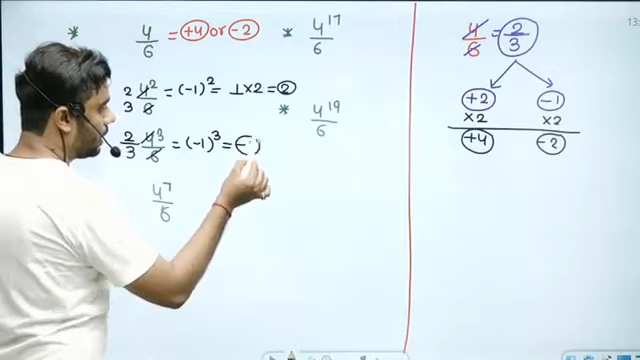 * 4/6 = +4 or -2
* 4^17/6
2/3 4^2/6 = (-1)^2 = 1×2 = 2
* 4^19/6
2/3 4^3/6 = (-1)^3 = -1
4^7/6
4/6 = 2/3
+2 -1
×2 ×2
+4 -2